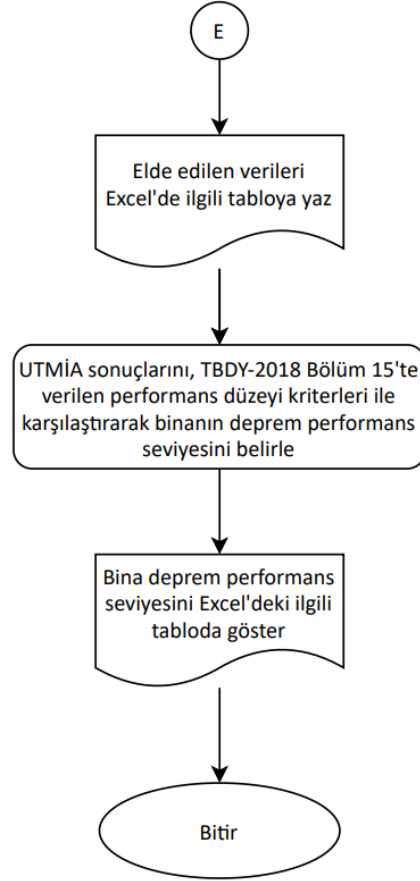 E
Elde edilen verileri
Excel'de ilgili tabloya yaz
UTMİA sonuçlarını, TBDY-2018 Bölüm 15'te
verilen performans düzeyi kriterleri ile
karşılaştırarak binanın deprem performans
seviyesini belirle
Bina deprem performans
seviyesini Excel'deki ilgili
tabloda göster
Bitir